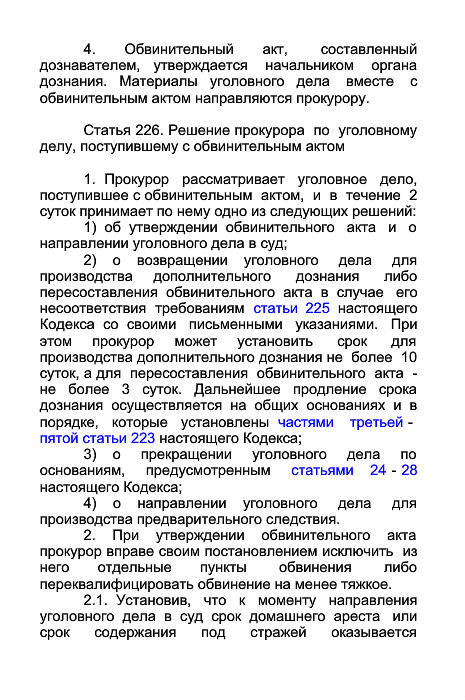 4. Обвинительный акт, составленный
дознавателем, утверждается начальником органа
дознания. Материалы уголовного дела вместе с
обвинительным актом направляются прокурору.
Статья 226. Решение прокурора по уголовному
делу, поступившему с обвинительным актом
1. Прокурор рассматривает уголовное дело,
поступившее с обвинительным актом, и в течение 2
суток принимает по нему одно из следующих решений:
1) об утверждении обвинительного акта и о
направлении уголовного дела в суд;
2) о возвращении уголовного дела для
производства дополнительного дознания либо
пересоставления обвинительного акта в случае его
несоответствия требованиям статьи 225 настоящего
Кодекса со своими письменными указаниями. При
этом прокурор может установить срок для
производства дополнительного дознания не более 10
суток, а для пересоставления обвинительного акта -
не более 3 суток. Дальнейшее продление срока
дознания осуществляется на общих основаниях и в
порядке, которые установлены частями третьей -
пятой статьи 223 настоящего Кодекса;
3) о прекращении уголовного дела по
основаниям, предусмотренным статьями 24 - 28
настоящего Кодекса;
4) о направлении уголовного дела для
производства предварительного следствия.
2. При утверждении обвинительного акта
прокурор вправе своим постановлением исключить из
него отдельные пункты обвинения либо
переквалифицировать обвинение на менее тяжкое.
2.1. Установив, что к моменту направления
уголовного дела в суд срок домашнего ареста или
срок содержания под стражей оказывается